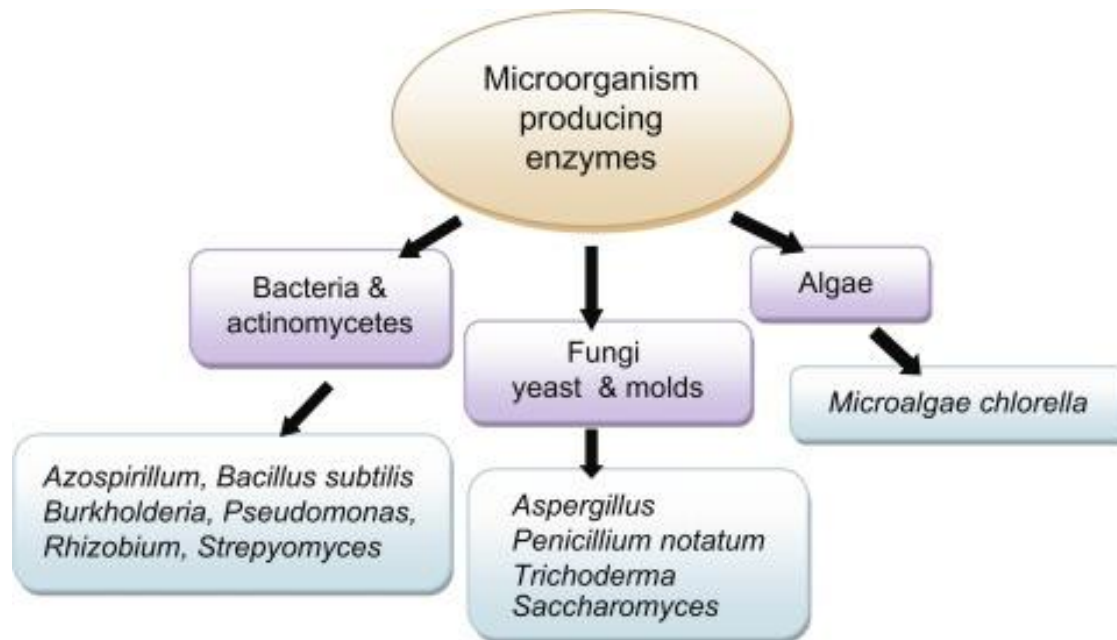 Microorganism
producing
enzymes
Bacteria &
actinomycetes
Fungi
yeast & molds
Algae
Azospirillum, Bacillus subtilis
Burkholderia, Pseudomonas,
Rhizobium, Strepyomyces
Aspergillus
Penicillium notatum
Trichoderma
Saccharomyces
Microalgae chlorella